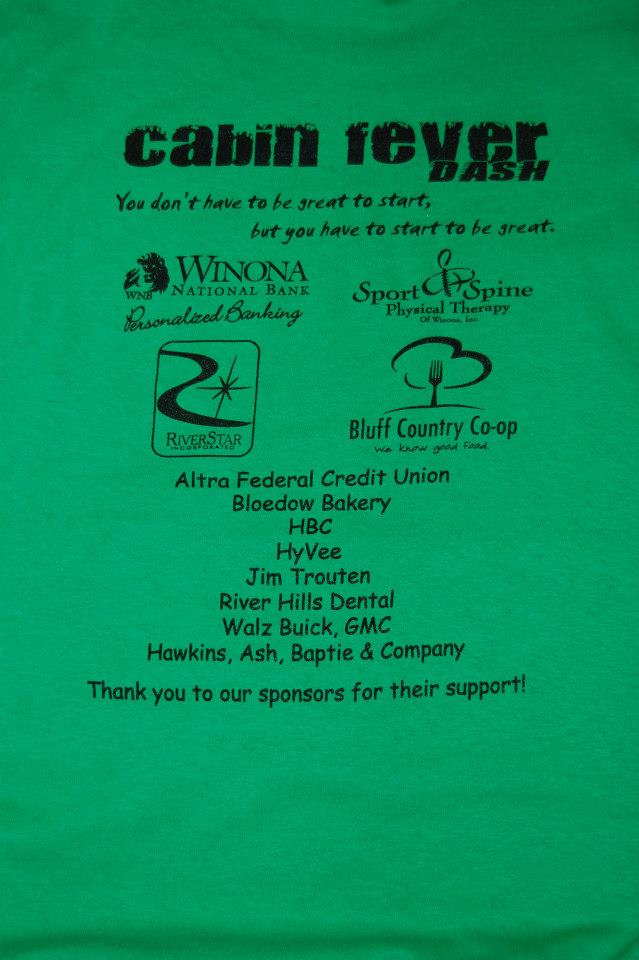 cabin fever
DASH
You don't have to be great to start,
but you have to start to be great.
WINONA
NATIONAL BANK
WNB
Personalized Banking
Sport & Spine
Physical Therapy
Of Winona, Inc.
RIVERSTAR
INCORPORATED
Bluff Country Co-op
We know good food.
Altra Federal Credit Union
Bloedow Bakery
HBC
HyVee
Jim Trouten
River Hills Dental
Walz Buick, GMC
Hawkins, Ash, Baptie & Company
Thank you to our sponsors for their support!